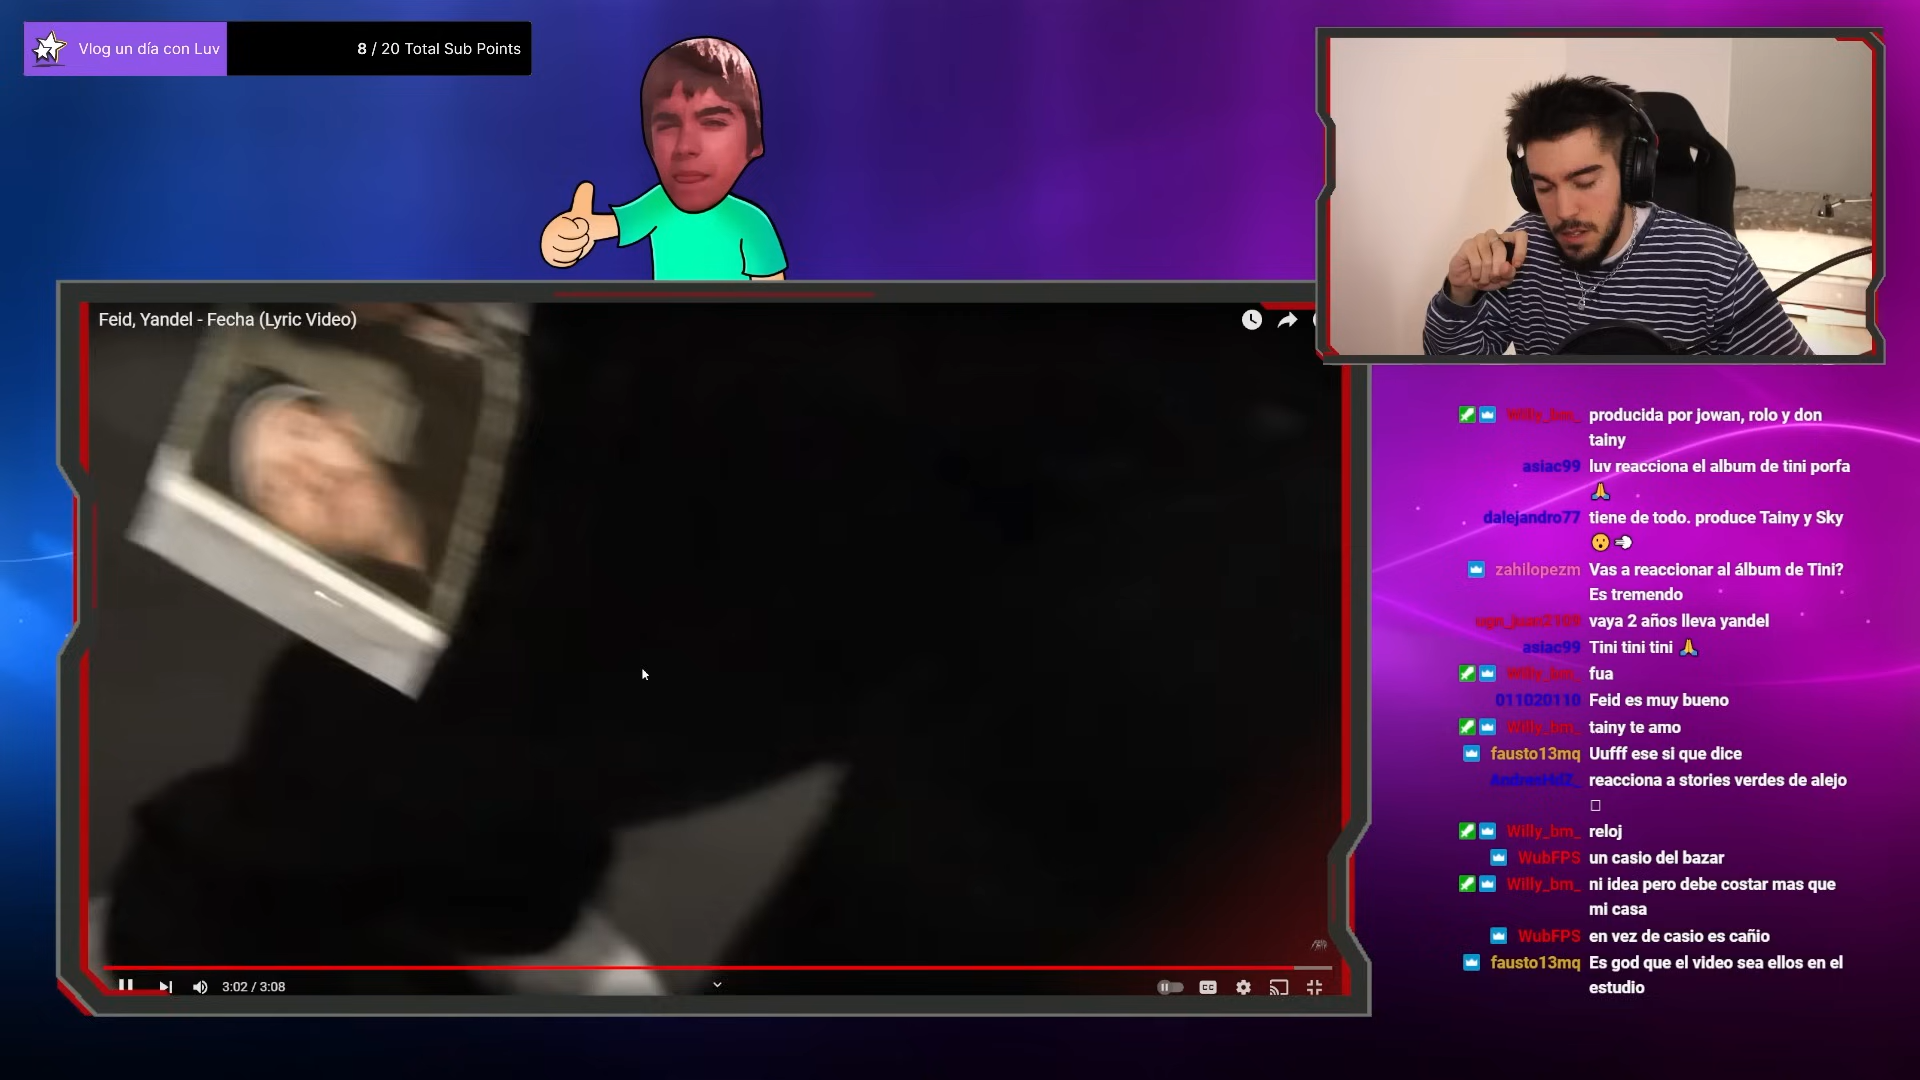 Vlog un día con Luv
8 / 20 Total Sub Points
Feid, Yandel - Fecha (Lyric Video)
Willy_bm_ producida por jowan, rolo y don
tainy
asiac99 luv reacciona el album de tini porfa
🙏
dalejandro77 tiene de todo. produce Tainy y Sky
😮💨
zahilopezm Vas a reaccionar al álbum de Tini?
Es tremendo
vaya 2 años lleva yandel
asiac99 Tini tini tini 🙏
Willy_bm_ fua
011020110 Feid es muy bueno
Willy_bm_ tainy te amo
fausto13mq Uufff ese si que dice
reacciona a stories verdes de alejo
Willy_bm_ reloj
WubFPS un casio del bazar
Willy_bm_ ni idea pero debe costar mas que
mi casa
WubFPS en vez de casio es cañio
fausto13mq Es god que el video sea ellos en el
estudio
3:02 / 3:08
CC